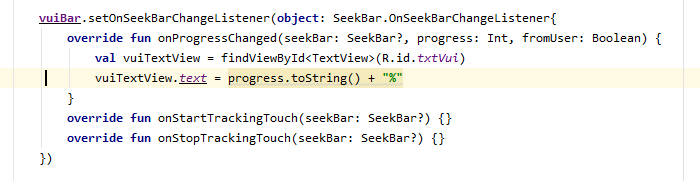 vuiBar.setOnSeekBarChangeListener(object: SeekBar.OnSeekBarChangeListener{
override fun onProgressChanged(seekBar: SeekBar?, progress: Int, fromUser: Boolean) {
val vuiTextView = findViewById<TextView>(R.id.txtVui)
vuiTextView.text = progress.toString() + "%"
}
override fun onStartTrackingTouch(seekBar: SeekBar?) {}
override fun onStopTrackingTouch(seekBar: SeekBar?) {}
})